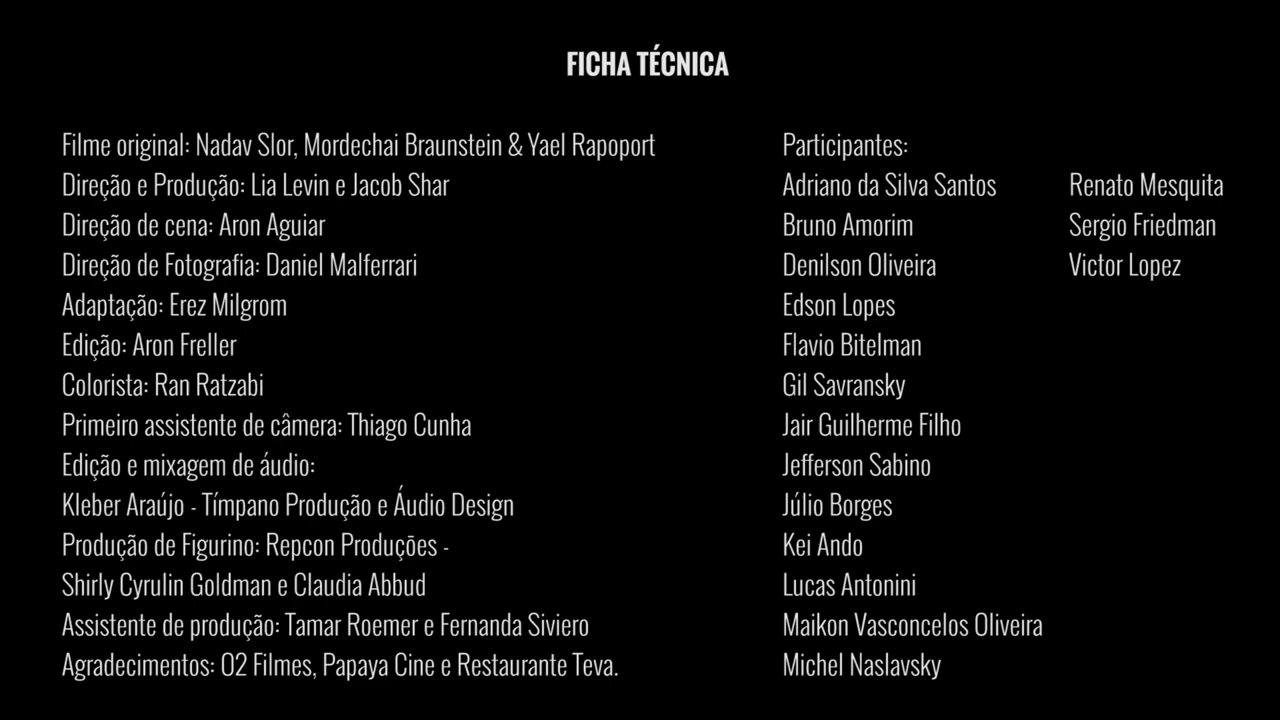 FICHA TÉCNICA
Filme original: Nadav Slor, Mordechai Braunstein & Yael Rapoport
Direção e Produção: Lia Levin e Jacob Shar
Direção de cena: Aron Aguiar
Direção de Fotografia: Daniel Malferrari
Adaptação: Erez Milgrom
Edição: Aron Freller
Colorista: Ran Ratzabi
Primeiro assistente de câmera: Thiago Cunha
Edição e mixagem de áudio:
Kleber Araújo - Tímpano Produção e Áudio Design
Produção de Figurino: Repcon Produções -
Shirly Cyrulin Goldman e Claudia Abbud
Assistente de produção: Tamar Roemer e Fernanda Siviero
Agradecimentos: O2 Filmes, Papaya Cine e Restaurante Teva.
Participantes:
Adriano da Silva Santos
Bruno Amorim
Denilson Oliveira
Edson Lopes
Flavio Bitelman
Gil Savransky
Jair Guilherme Filho
Jefferson Sabino
Júlio Borges
Kei Ando
Lucas Antonini
Maikon Vasconcelos Oliveira
Michel Naslavsky
Renato Mesquita
Sergio Friedman
Victor Lopez